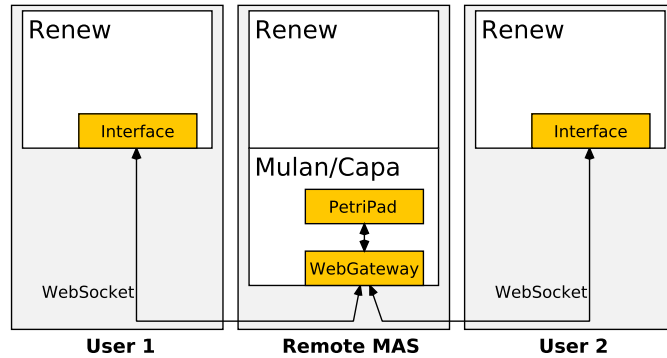 Renew
Renew
Renew
Interface
Interface
Mulan/Capa
PetriPad
WebGateway
WebSocket
WebSocket
User 1
Remote MAS
User 2